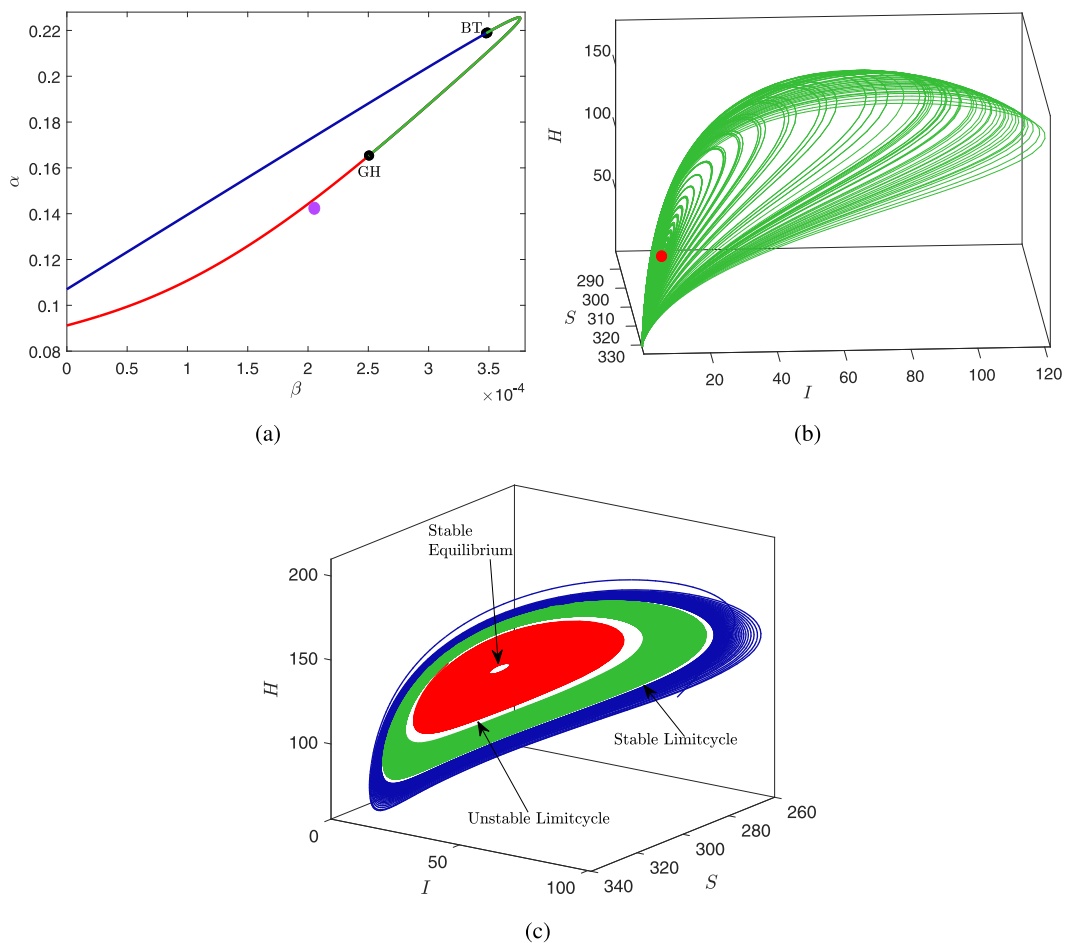 0.22
0.2
0.18
0.16
0.14
0.12
0.1
0.08
α
BT
GH
0 0.5 1 1.5 2 2.5 3 3.5
β
×10⁻⁴
(a)
150
100
50
H
290
300
310
320
330
S
20 40 60 80 100 120
I
(b)
Stable
Equilibrium
200
150
100
H
Stable Limitcycle
Unstable Limitcycle
0
50
100
I
260
280
300
320
340
S
(c)